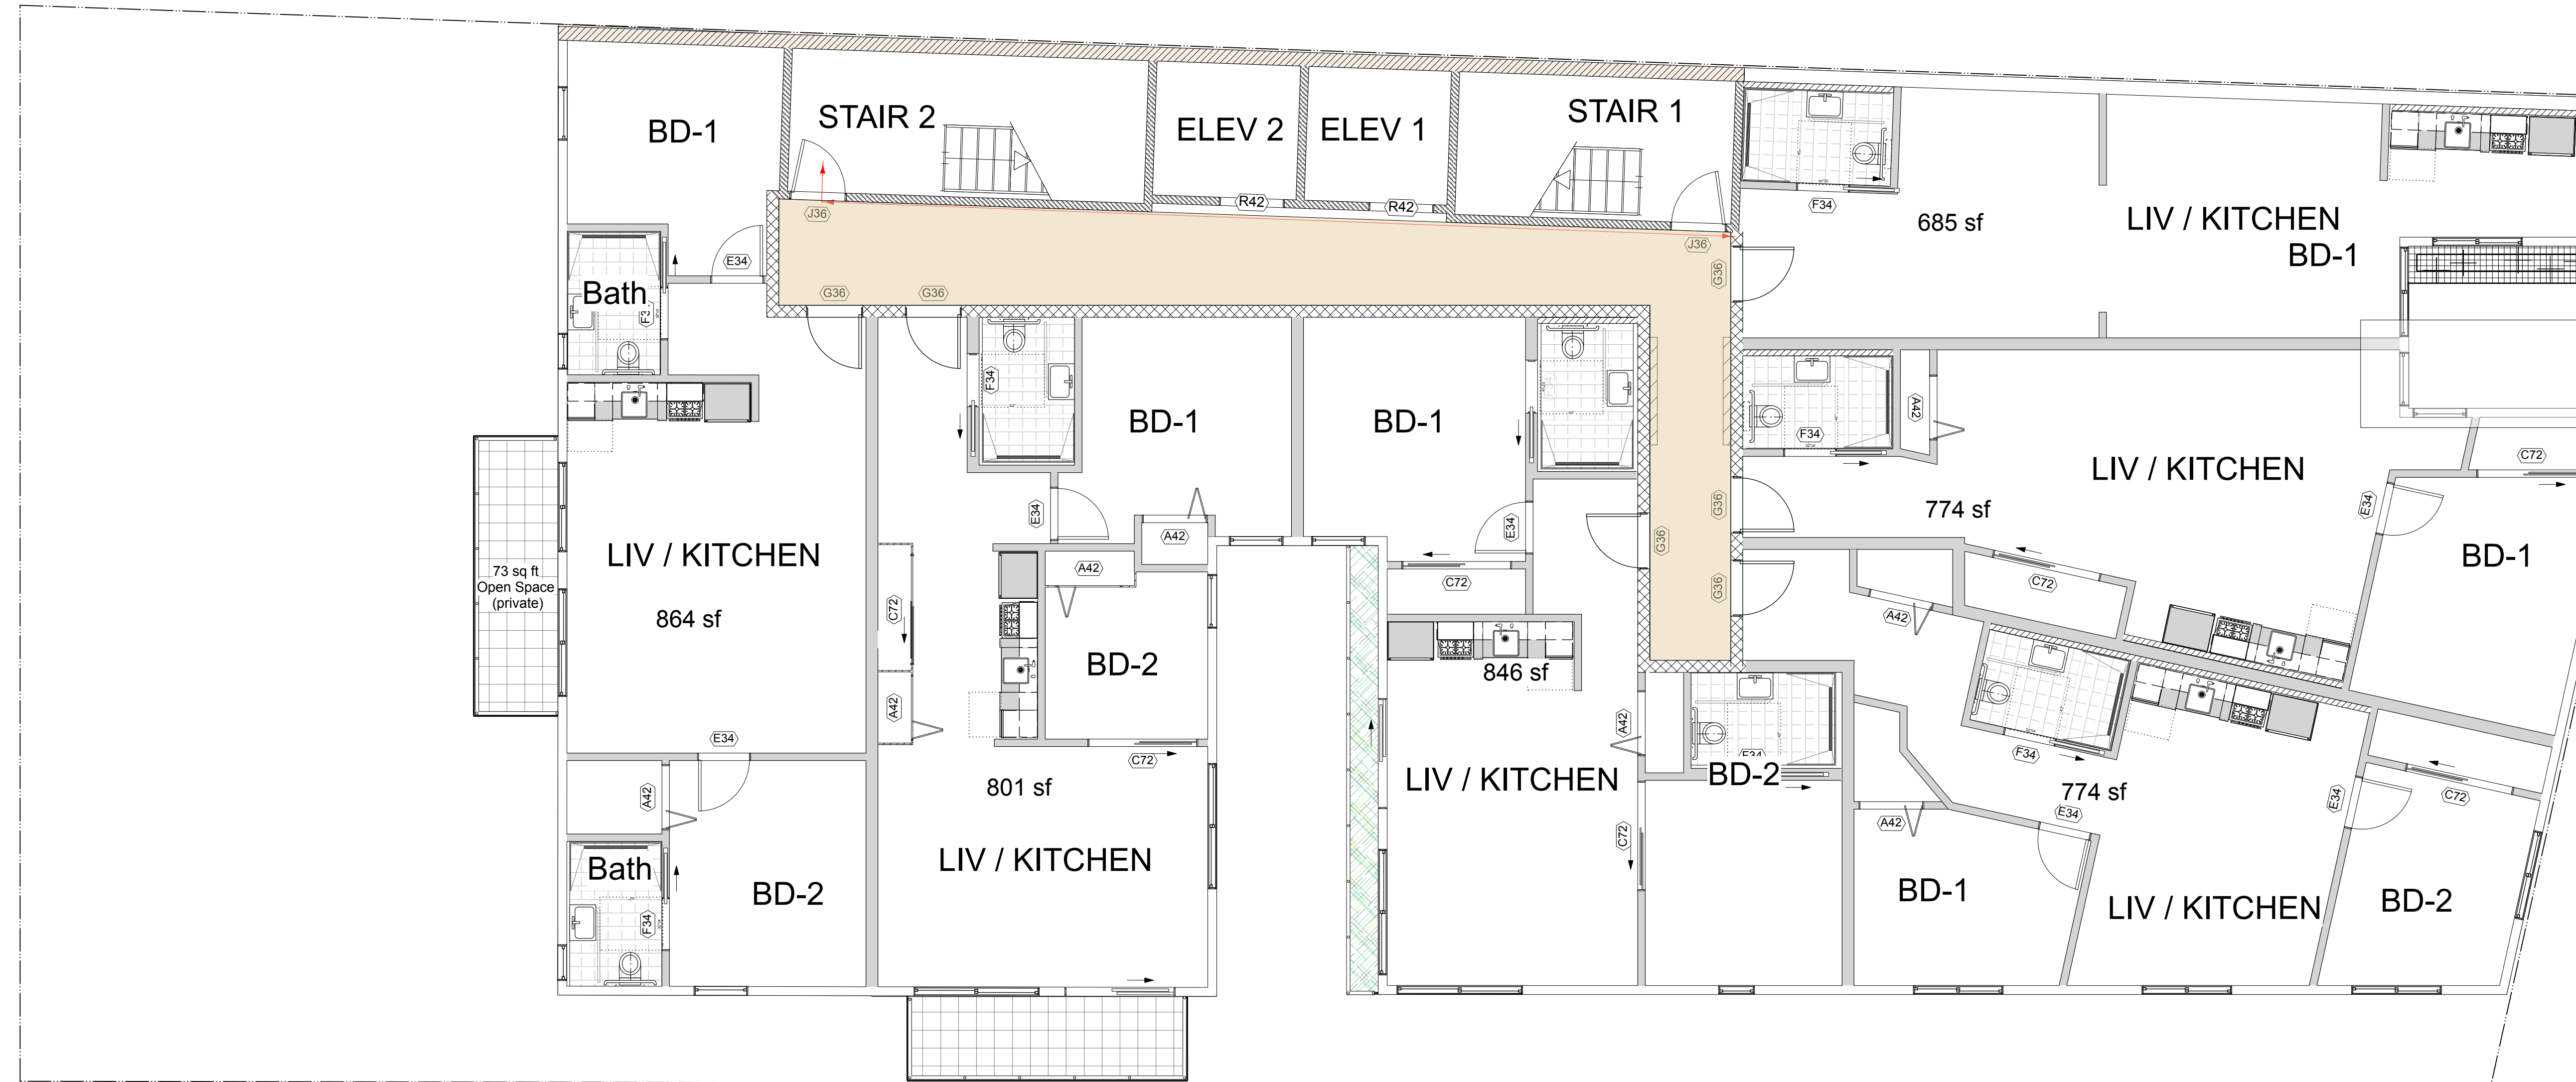 BD-1
STAIR 2
ELEV 2
ELEV 1
STAIR 1
R42
R42
J36
J36
F34
685 sf
LIV / KITCHEN
BD-1
E34
G36
G36
G36
Bath
F34
BD-1
BD-1
F34
A42
LIV / KITCHEN
C72
E34
774 sf
E34
E34
G36
G36
G36
BD-1
A42
A42
C72
C72
A42
73 sq ft
Open Space
(private)
LIV / KITCHEN
864 sf
C72
BD-2
846 sf
A42
A42
E34
C72
801 sf
LIV / KITCHEN
BD-2
C72
F34
774 sf
E34
C72
E34
A42
A42
Bath
F34
BD-2
LIV / KITCHEN
BD-1
LIV / KITCHEN
BD-2